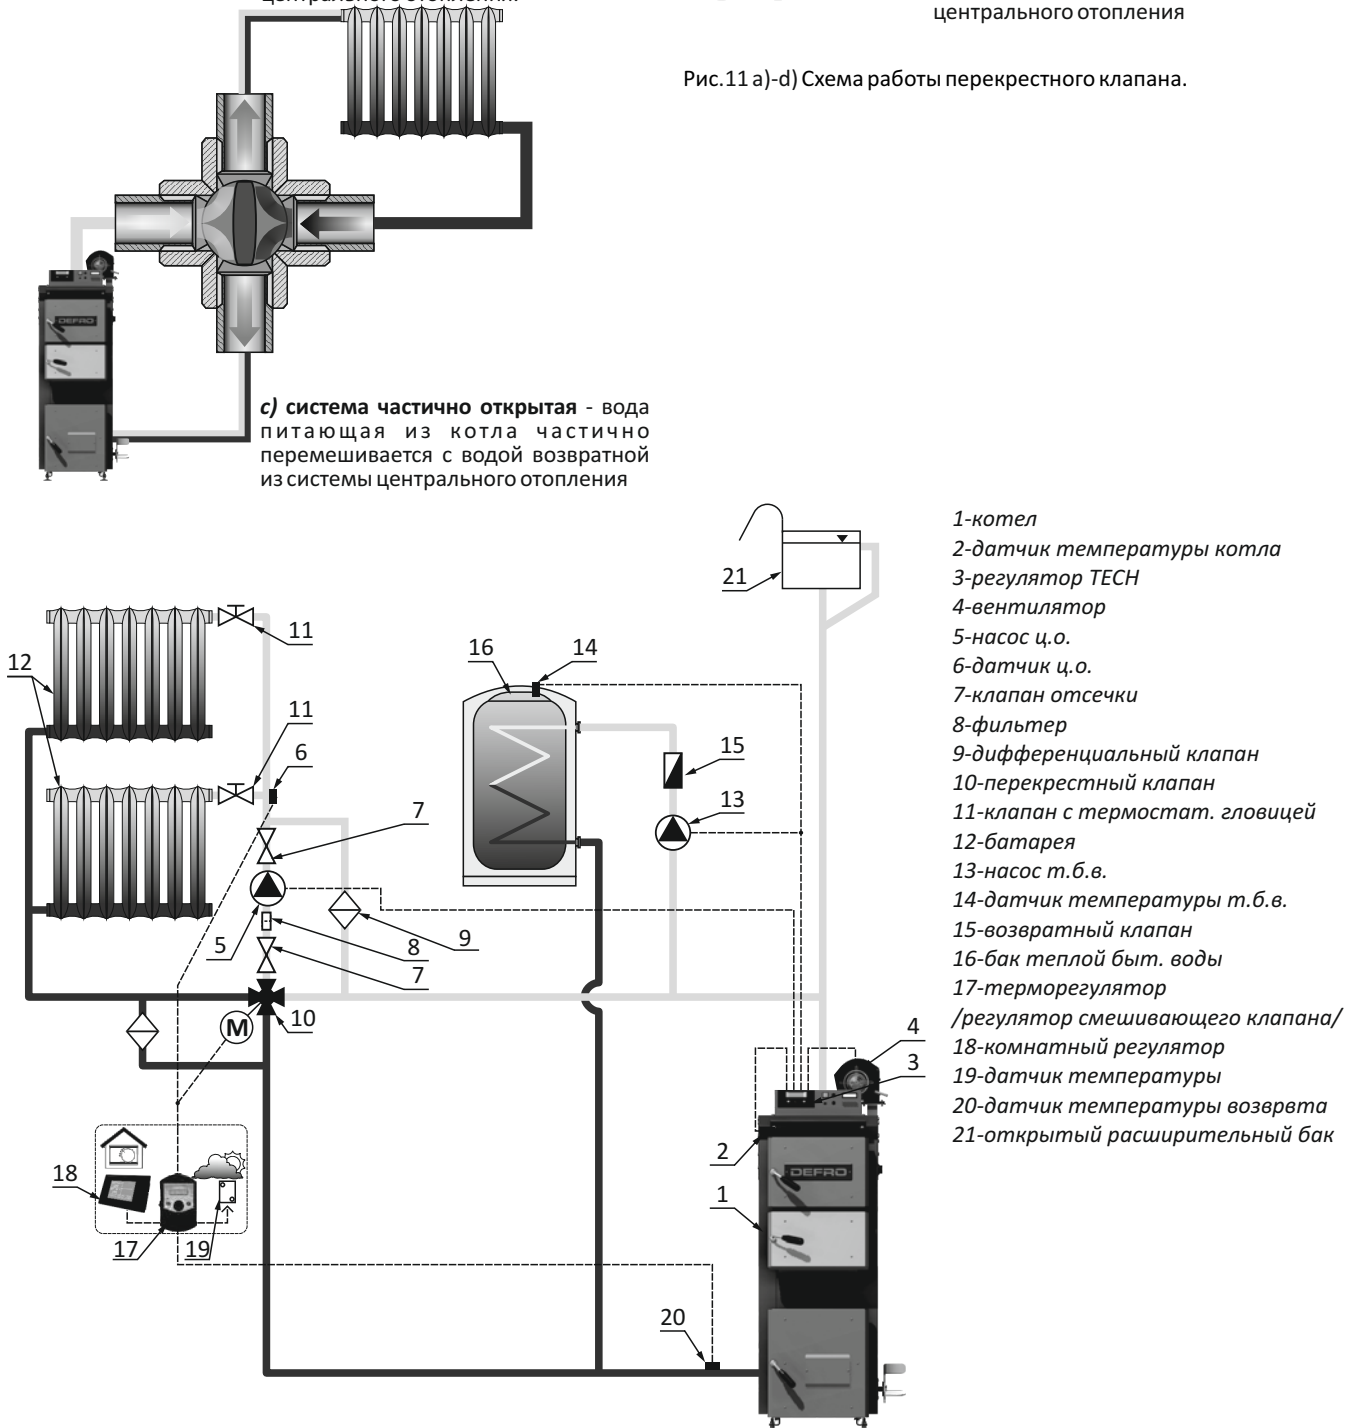 центрального отопления.
центрального отопления
Рис.11 a)-d) Схема работы перекрестного клапана.
DEFRO
c) система частично открытая - вода
питающая из котла частично
перемешивается с водой возвратной
из системы центрального отопления
1-котел
2-датчик температуры котла
3-регулятор TECH
4-вентилятор
5-насос ц.о.
6-датчик ц.о.
7-клапан отсечки
8-фильтер
9-дифференциальный клапан
10-перекрестный клапан
11-клапан с термостат. гловицей
12-батарея
13-насос т.б.в.
14-датчик температуры т.б.в.
15-возвратный клапан
16-бак теплой быт. воды
17-терморегулятор
/регулятор смешивающего клапана/
18-комнатный регулятор
19-датчик температуры
20-датчик температуры возврвта
21-открытый расширительный бак
21
11
16
14
12
11
6
15
7
13
5
8
9
7
10
M
4
3
2
DEFRO
18
1
17
19
20